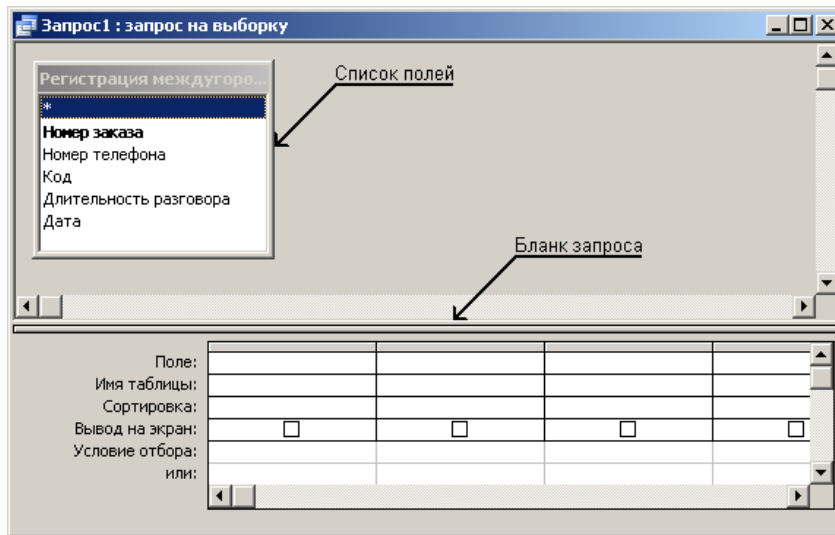 Запрос1 : запрос на выборку
Регистрация междугоро...
*
Номер заказа
Номер телефона
Код
Длительность разговора
Дата
Список полей
Бланк запроса
Поле:
Имя таблицы:
Сортировка:
Вывод на экран:
Условие отбора:
или: